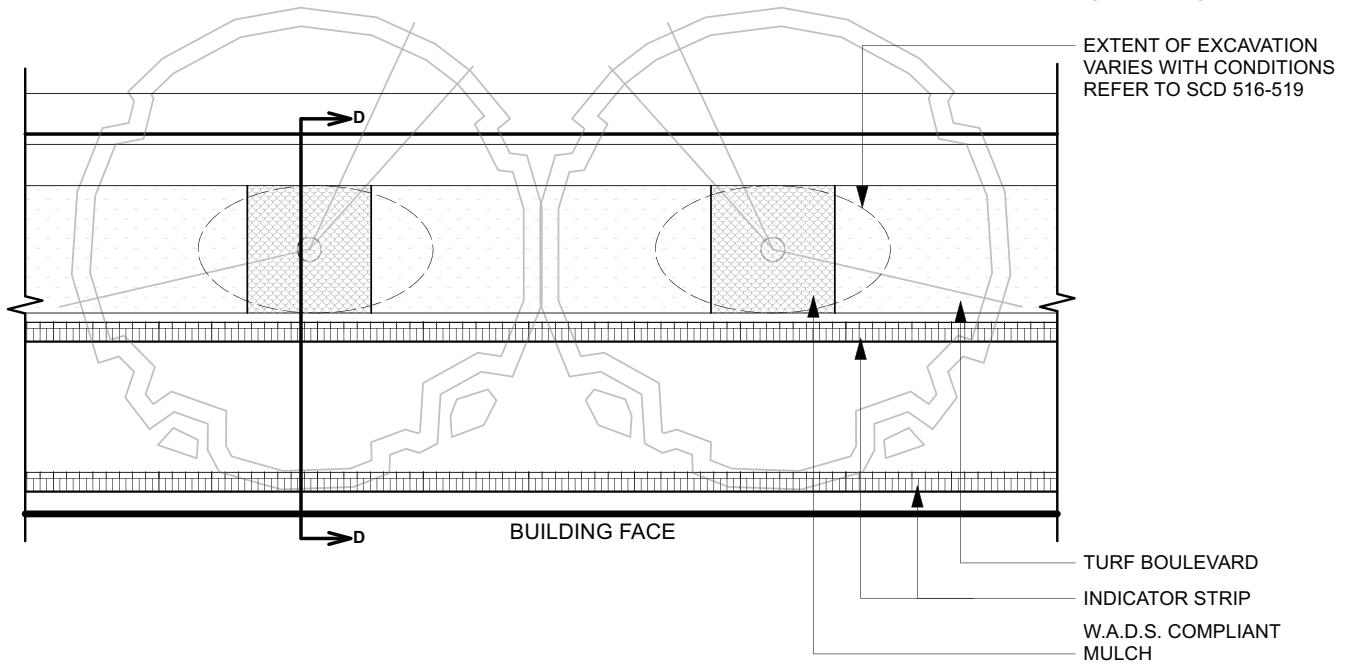 EXTENT OF EXCAVATION
VARIES WITH CONDITIONS
REFER TO SCD 516-519
D
D
BUILDING FACE
TURF BOULEVARD
INDICATOR STRIP
W.A.D.S. COMPLIANT
MULCH